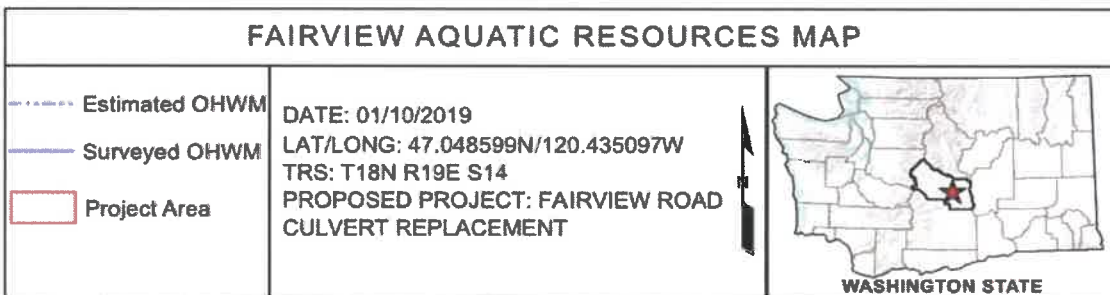 FAIRVIEW AQUATIC RESOURCES MAP
Estimated OHWM
Surveyed OHWM
Project Area
DATE: 01/10/2019
LAT/LONG: 47.048599N/120.435097W
TRS: T18N R19E S14
PROPOSED PROJECT: FAIRVIEW ROAD
CULVERT REPLACEMENT
WASHINGTON STATE